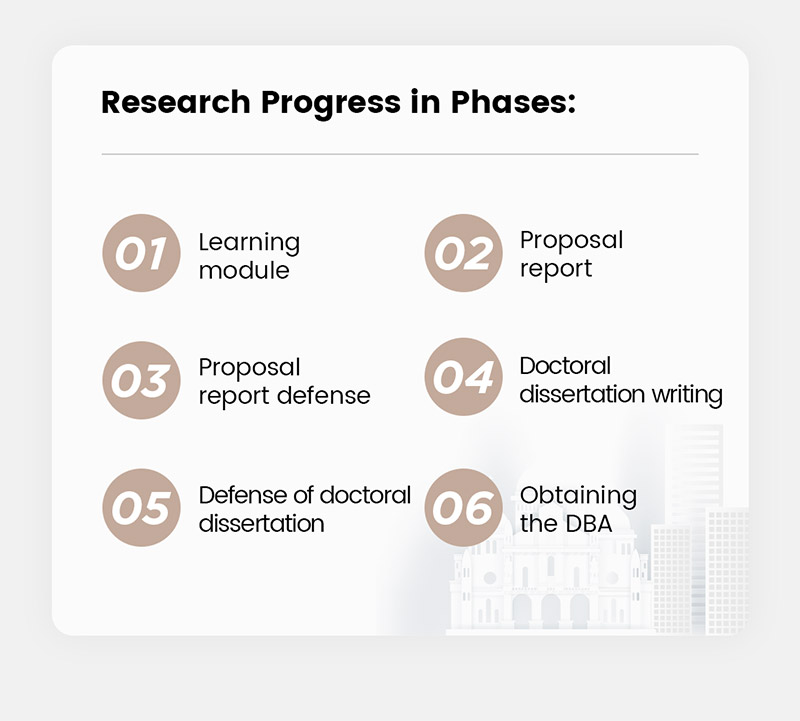 Research Progress in Phases:
01
Learning
module
02
Proposal
report
03
Proposal
report defense
04
Doctoral
dissertation writing
05
Defense of doctoral
dissertation
06
Obtaining
the DBA